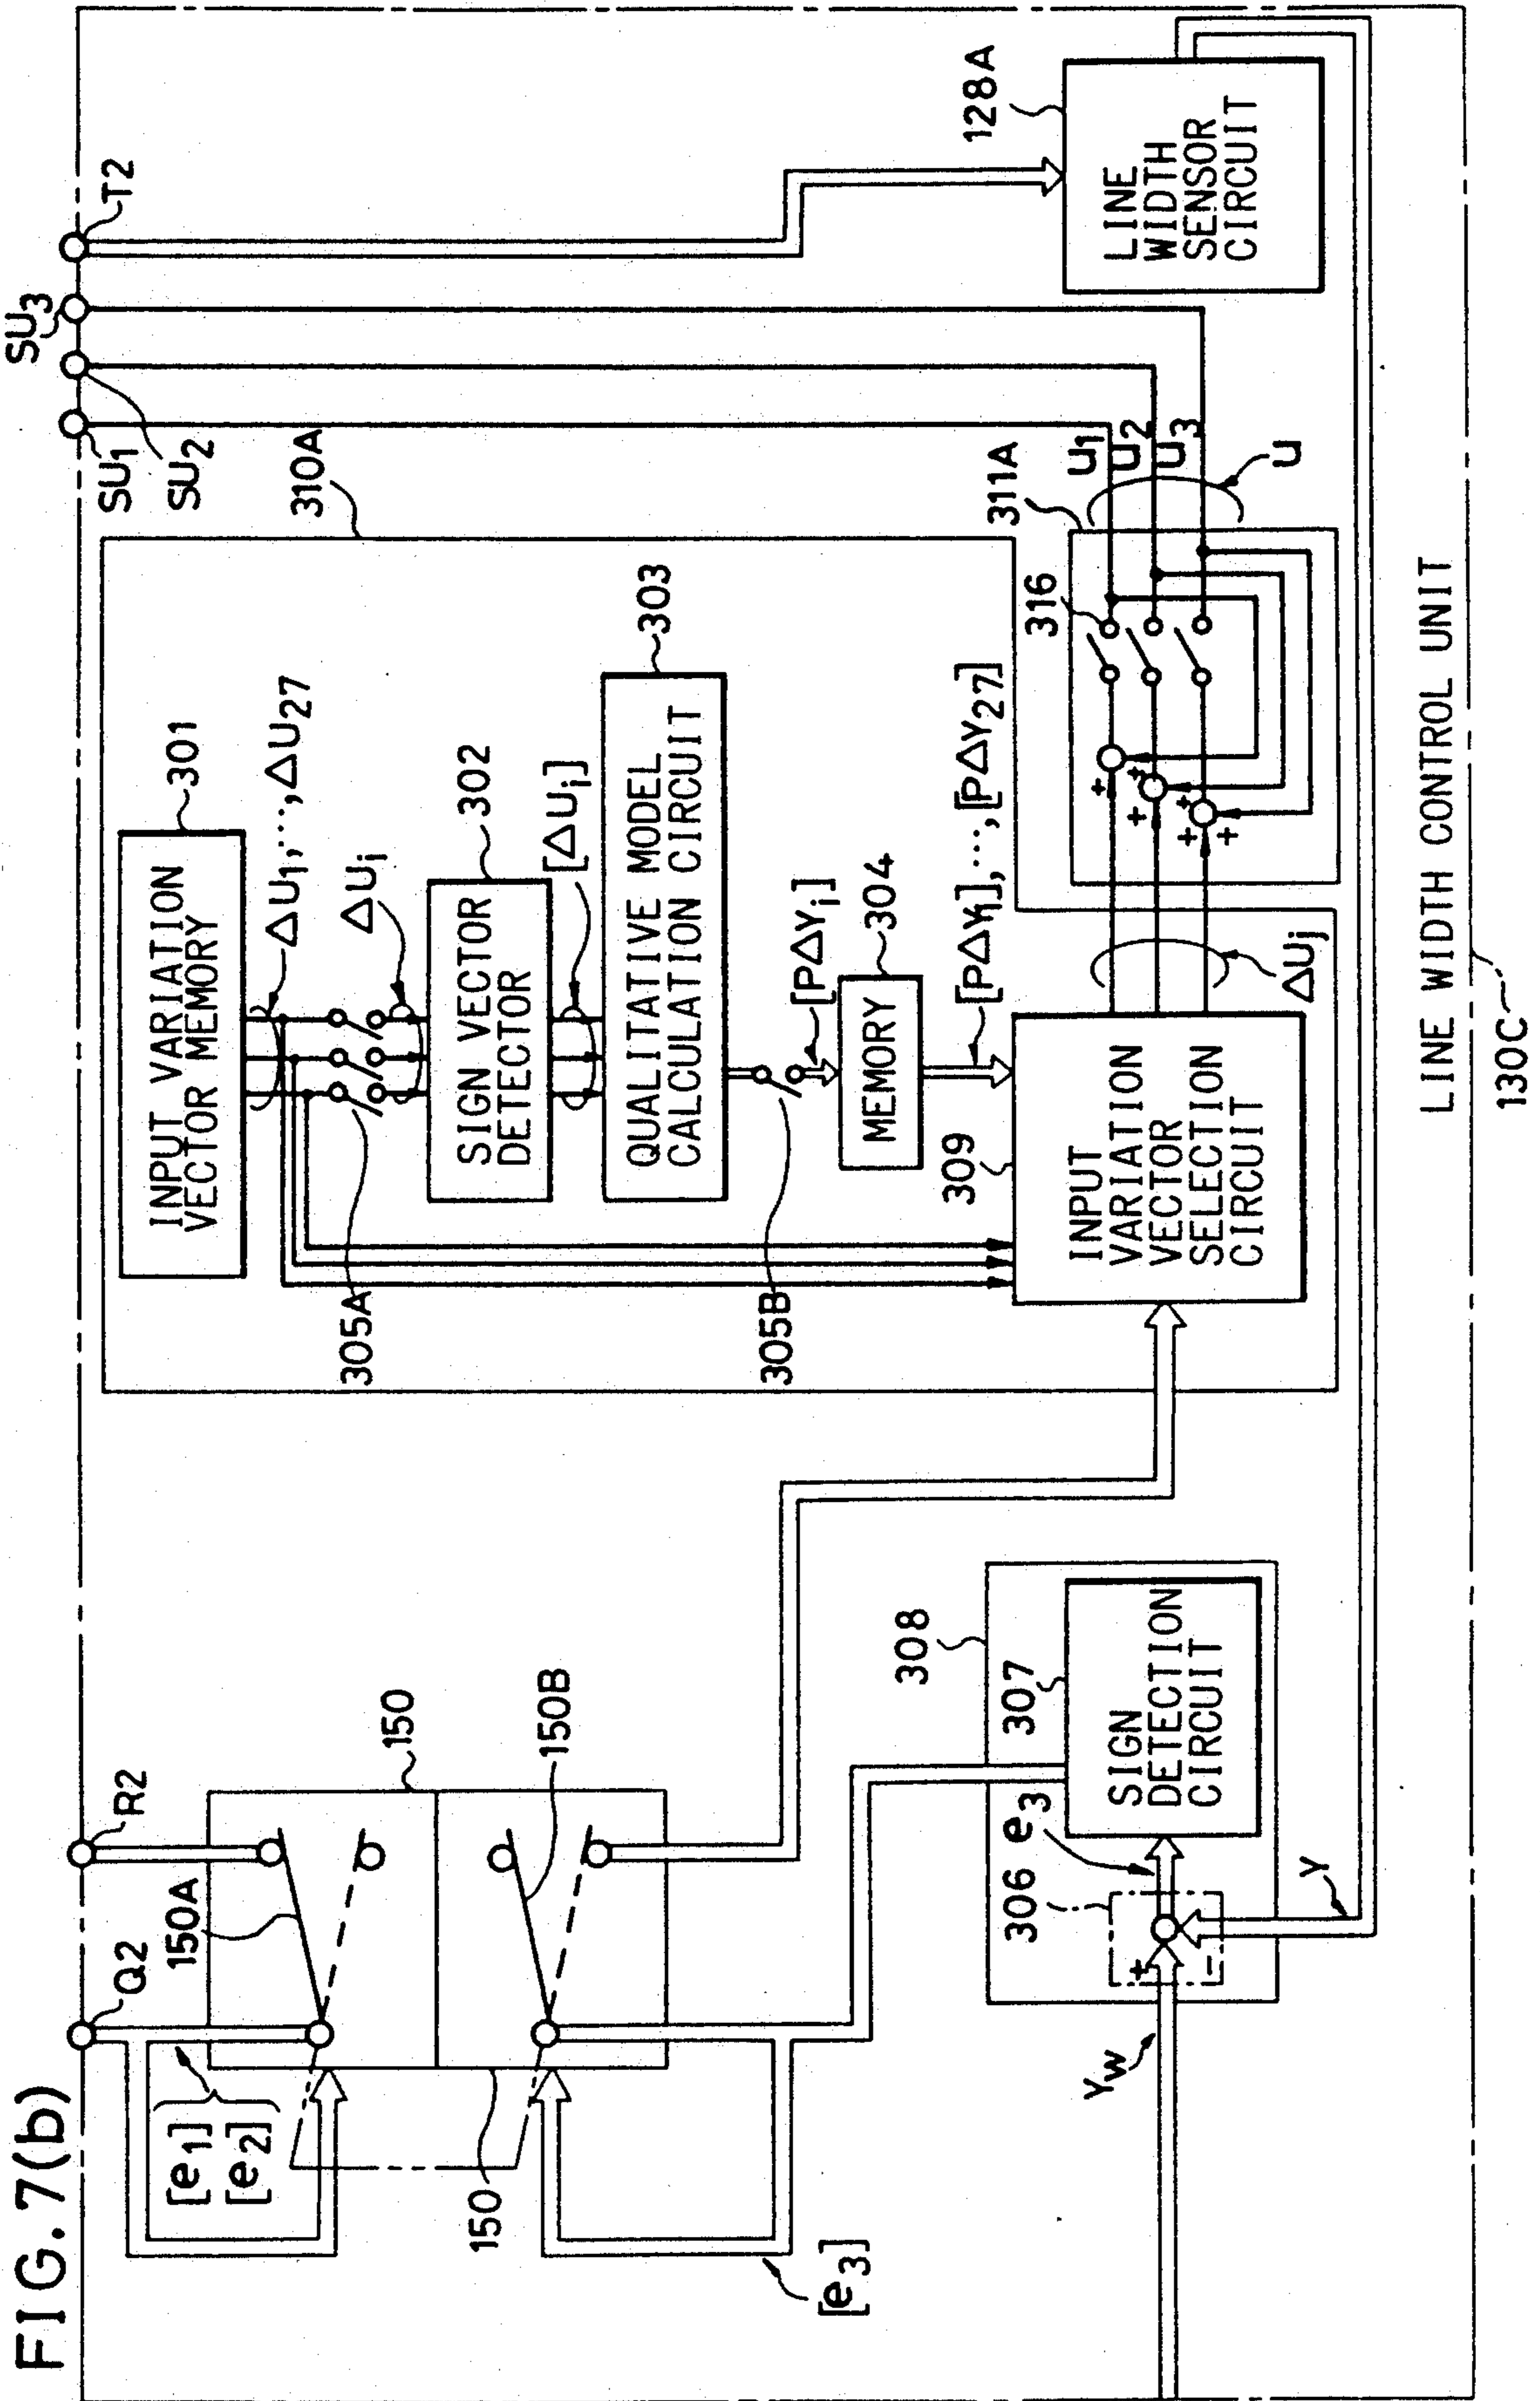 FIG. 7(b)
Q2
R2
SU1
SU2
SU3
T2
[e1]
[e2]
150A
150
150B
150
[e3]
310A
INPUT VARIATION
VECTOR MEMORY
301
ΔU1,···,ΔU27
ΔUi
305A
SIGN VECTOR
DETECTOR
302
[ΔUi]
QUALITATIVE MODEL
CALCULATION CIRCUIT
303
305B
[PΔYi]
MEMORY
304
[PΔY1],···,[PΔY27]
309
INPUT
VARIATION
VECTOR
SELECTION
CIRCUIT
ΔUj
311A
316
+
+
+
+
+
+
u1
u2
u3
u
128A
LINE
WIDTH
SENSOR
CIRCUIT
308
307
SIGN
DETECTION
CIRCUIT
306
e3
+
−
Yw
Y
LINE WIDTH CONTROL UNIT
130C